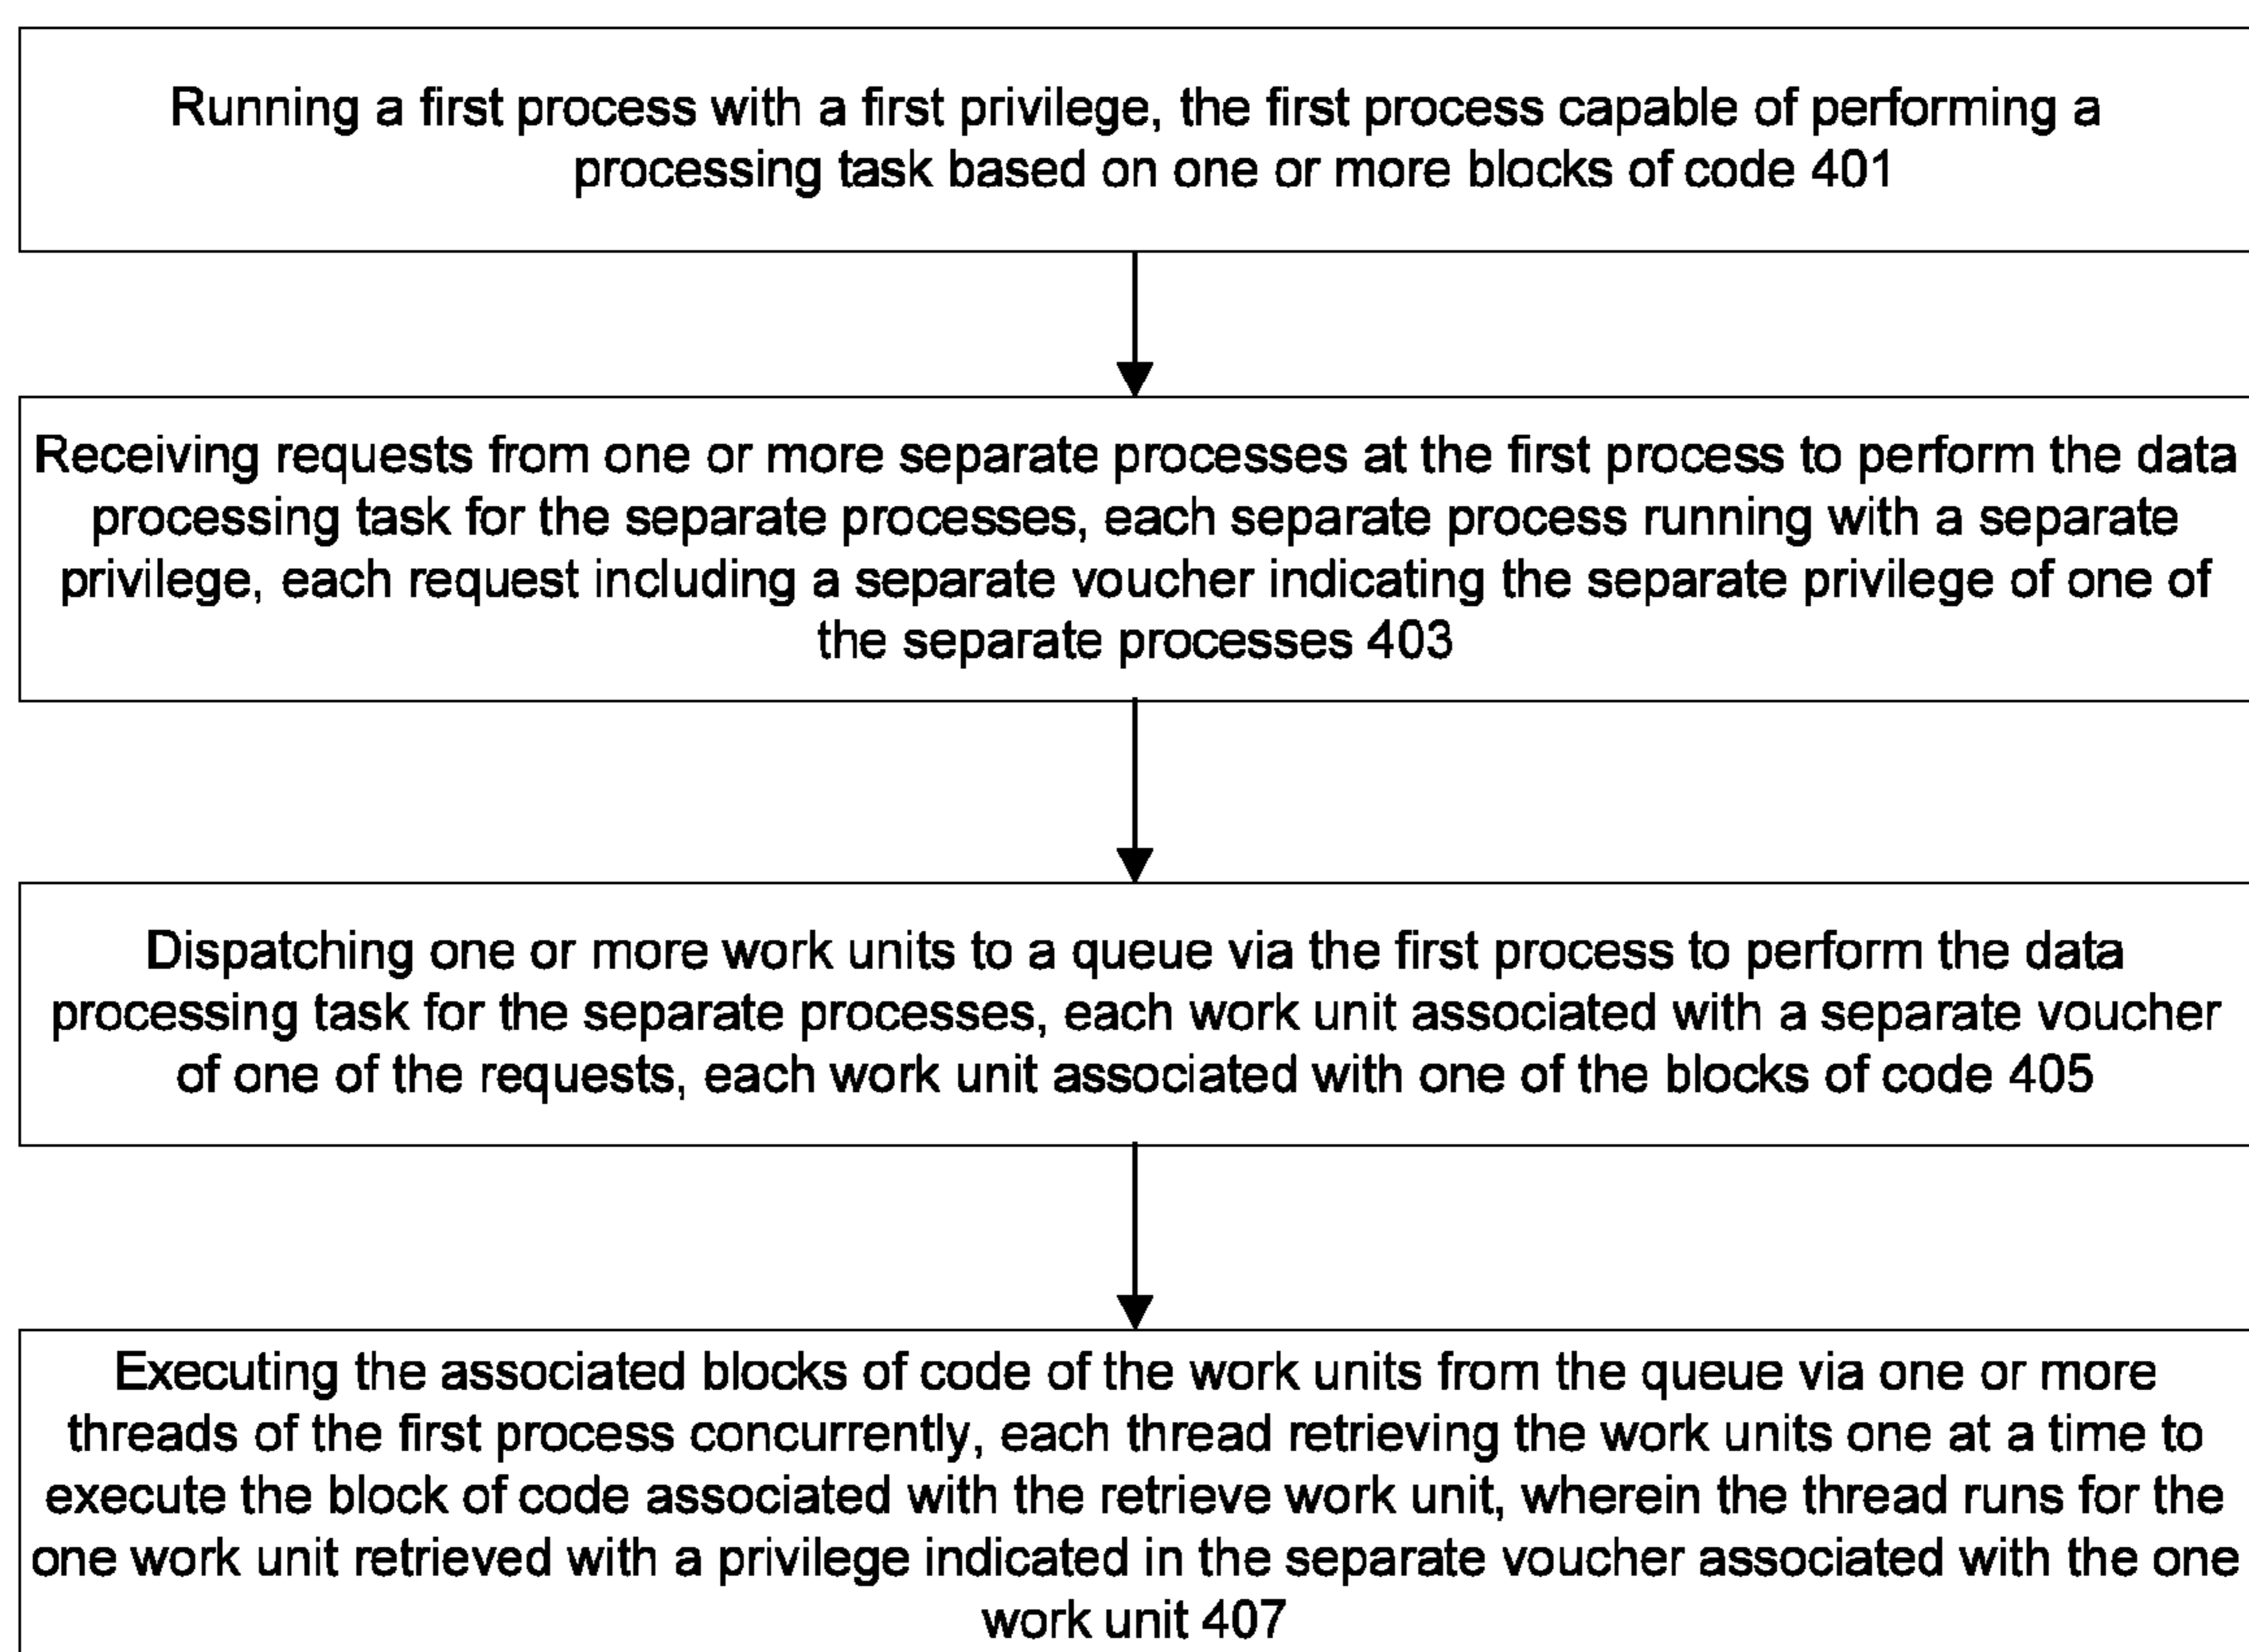 Running a first process with a first privilege, the first process capable of performing a
processing task based on one or more blocks of code 401
Receiving requests from one or more separate processes at the first process to perform the data
processing task for the separate processes, each separate process running with a separate
privilege, each request including a separate voucher indicating the separate privilege of one of
the separate processes 403
Dispatching one or more work units to a queue via the first process to perform the data
processing task for the separate processes, each work unit associated with a separate voucher
of one of the requests, each work unit associated with one of the blocks of code 405
Executing the associated blocks of code of the work units from the queue via one or more
threads of the first process concurrently, each thread retrieving the work units one at a time to
execute the block of code associated with the retrieve work unit, wherein the thread runs for the
one work unit retrieved with a privilege indicated in the separate voucher associated with the one
work unit 407